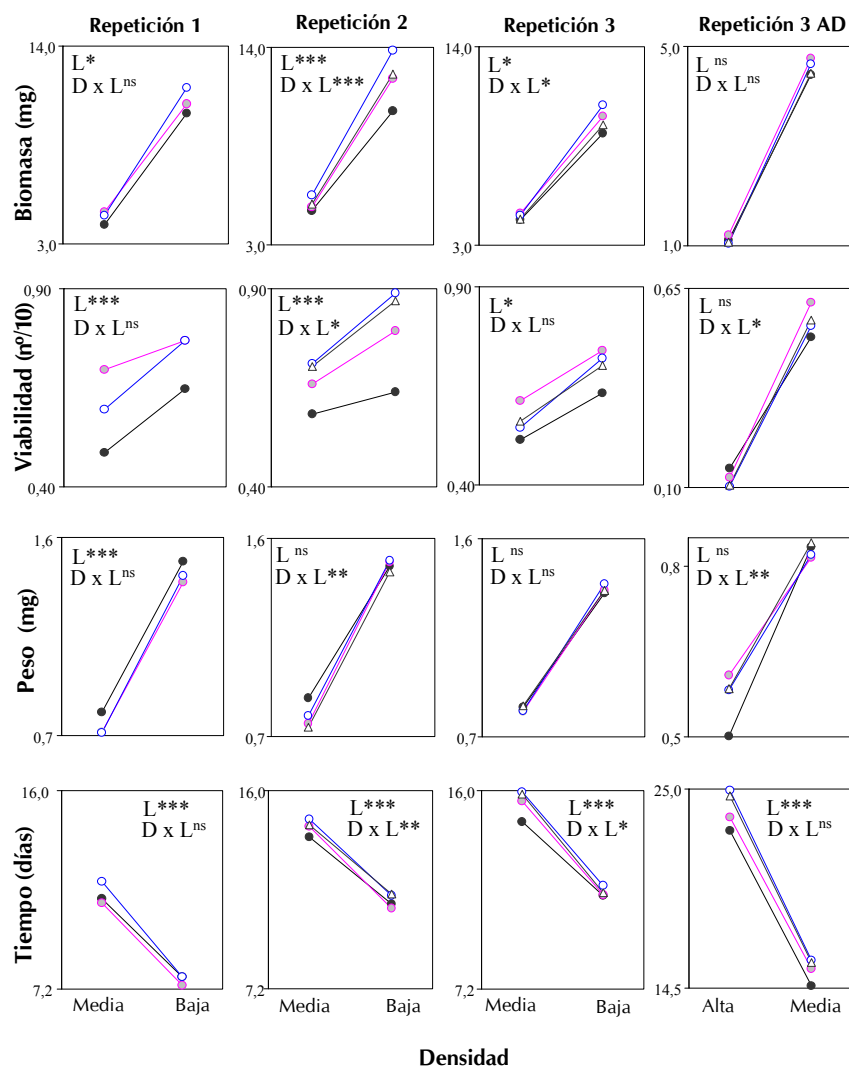 Repetición 1 Repetición 2 Repetición 3 Repetición 3 AD
Biomasa (mg)
14,0
3,0
L*
D x Lns
14,0
3,0
L***
D x L***
14,0
3,0
L*
D x L*
5,0
1,0
L ns
D x Lns
Viabilidad (nº/10)
0,90
0,40
L***
D x Lns
0,90
0,40
L***
D x L*
0,90
0,40
L*
D x Lns
0,65
0,10
L ns
D x L*
Peso (mg)
1,6
0,7
L***
D x Lns
1,6
0,7
L ns
D x L**
1,6
0,7
L ns
D x Lns
0,8
0,5
L ns
D x L**
Tiempo (días)
16,0
7,2
L***
D x Lns
16,0
7,2
L***
D x L**
16,0
7,2
L***
D x L*
25,0
14,5
L***
D x Lns
Media Baja Media Baja Media Baja Alta Media
Densidad